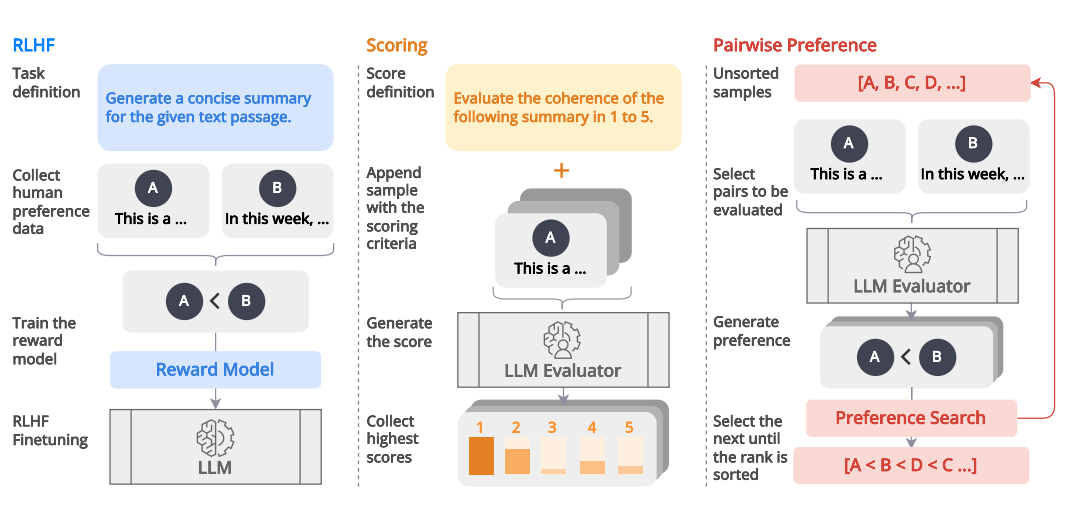 RLHF
Task
definition
Generate a concise summary
for the given text passage.
Collect
human
preference
data
A
This is a ...
B
In this week, ...
A < B
Train the
reward
model
Reward Model
RLHF
Finetuning
LLM
Scoring
Score
definition
Evaluate the coherence of the
following summary in 1 to 5.
+
Append
sample
with the
scoring
criteria
A
This is a ...
Generate
the score
LLM Evaluator
Collect
highest
scores
1 2 3 4 5
Pairwise Preference
Unsorted
samples
[A, B, C, D, ...]
Select
pairs to be
evaluated
A
This is a ...
B
In this week, ...
LLM Evaluator
Generate
preference
A < B
Preference Search
Select the
next until
the rank is
sorted
[A < B < D < C ...]